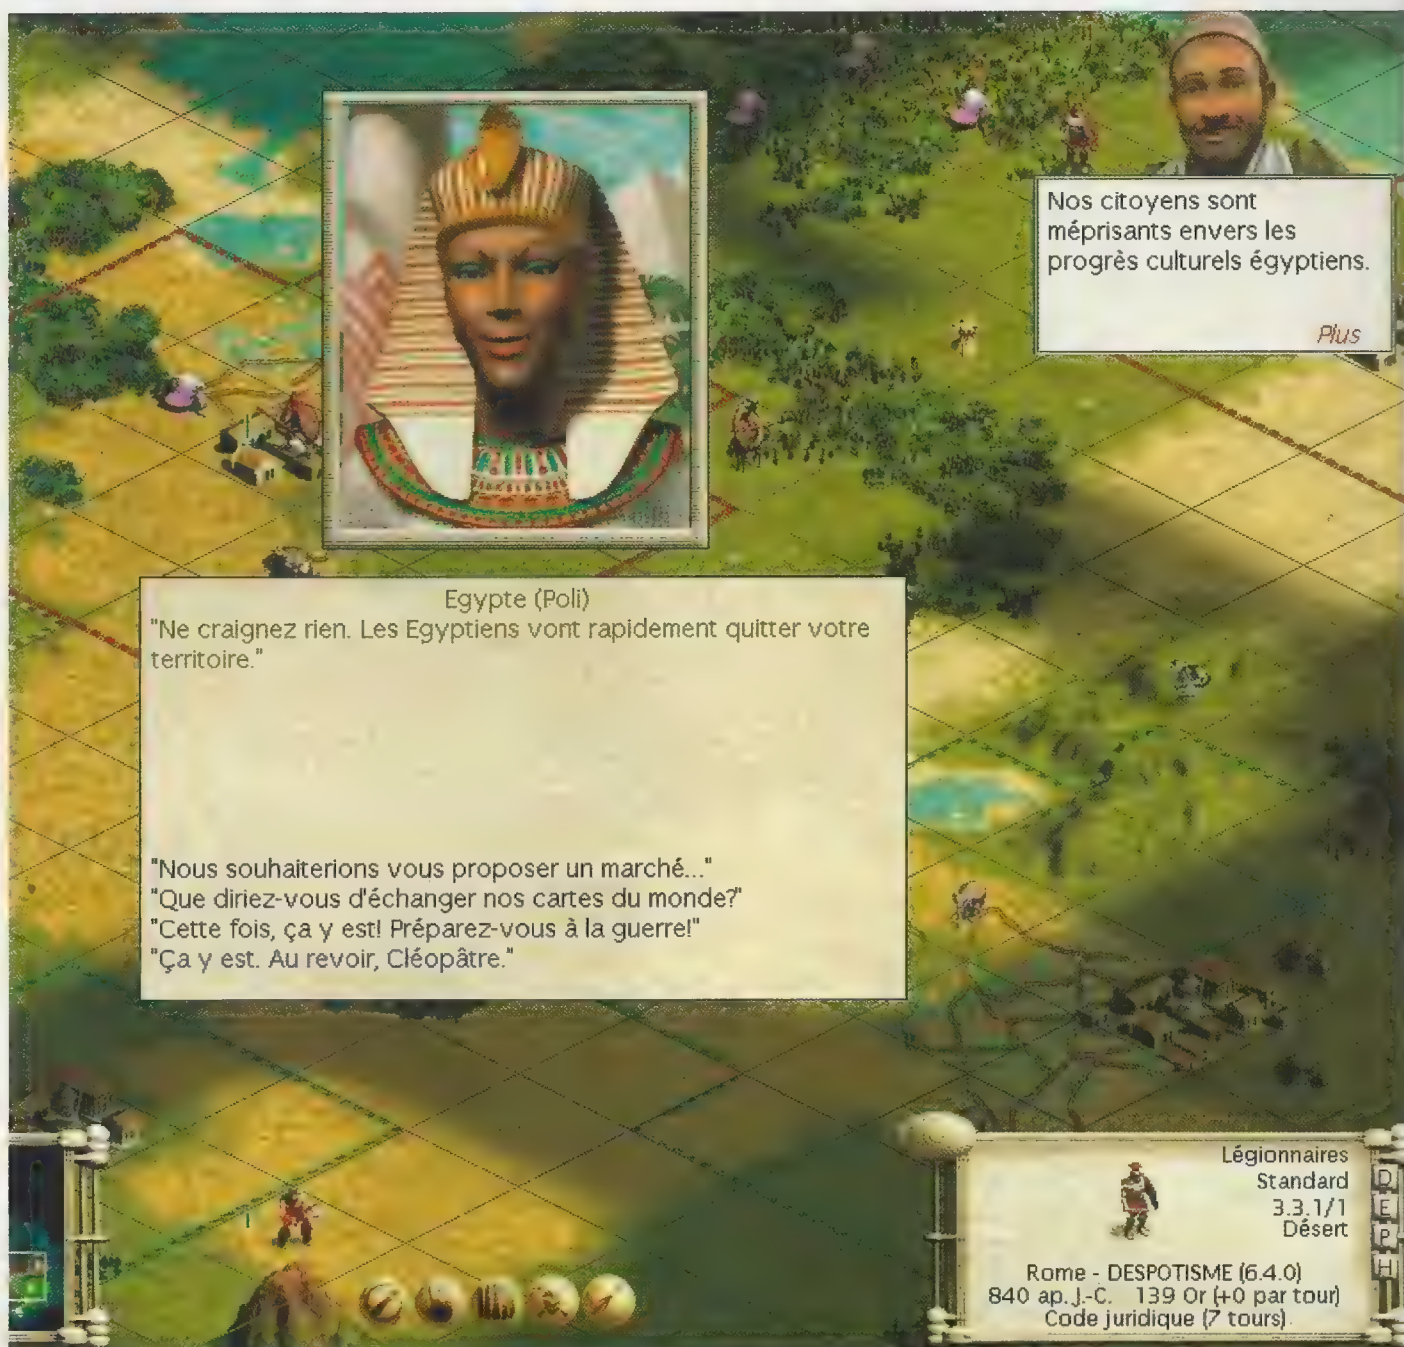 Nos citoyens sont
méprisants envers les
progrès culturels égyptiens.
Plus
Egypte (Poli)
"Ne craignez rien. Les Egyptiens vont rapidement quitter votre
territoire."
"Nous souhaiterions vous proposer un marché..."
"Que diriez-vous d'échanger nos cartes du monde?"
"Cette fois, ça y est! Préparez-vous à la guerre!"
"Ça y est. Au revoir, Cléopâtre."
Légionnaires
Standard
3.3.1/1
Désert
D
E
P
H
Rome - DESPOTISME (6.4.0)
840 ap. J.-C. 139 Or (+0 par tour)
Code juridique (7 tours)